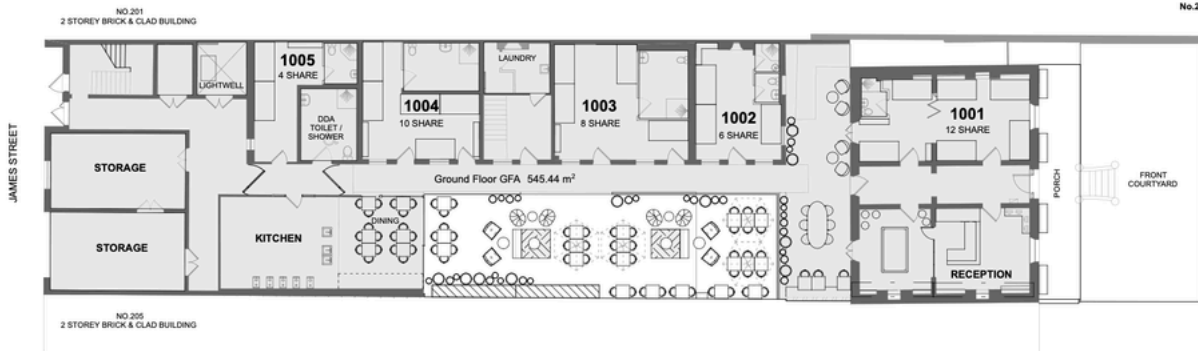 NO.201
2 STOREY BRICK & CLAD BUILDING
No.2
1005
4 SHARE
LIGHTWELL
DDA
TOILET /
SHOWER
1004
10 SHARE
LAUNDRY
1003
8 SHARE
1002
6 SHARE
1001
12 SHARE
JAMES STREET
STORAGE
STORAGE
Ground Floor GFA 545.44 m²
KITCHEN
DINING
RECEPTION
PORCH
FRONT
COURTYARD
NO.205
2 STOREY BRICK & CLAD BUILDING